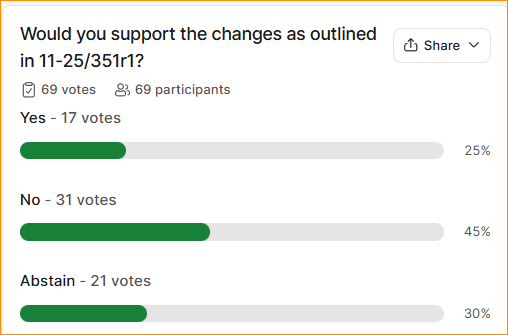 Would you support the changes as outlined
in 11-25/351r1?
Share
69 votes 69 participants
Yes - 17 votes
25%
No - 31 votes
45%
Abstain - 21 votes
30%